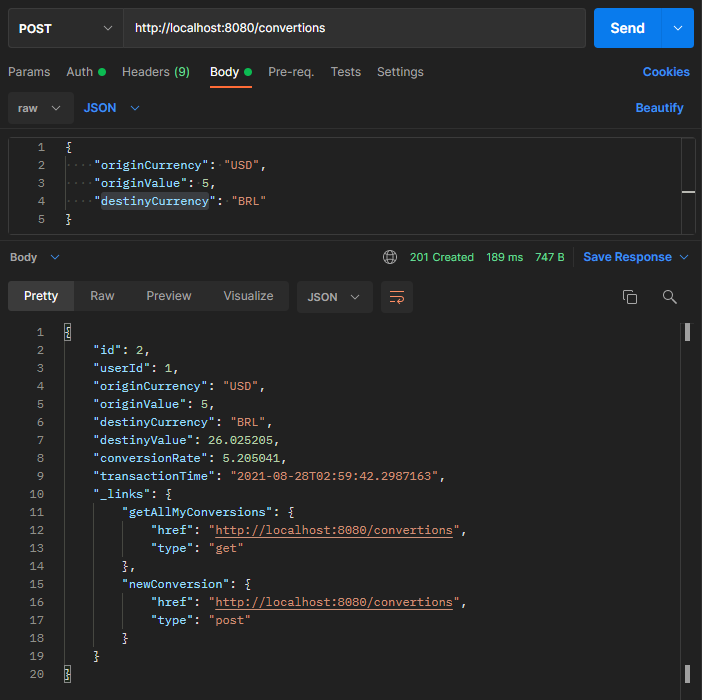 POST http://localhost:8080/convertions Send
Params Auth Headers (9) Body Pre-req. Tests Settings Cookies
raw JSON Beautify
1 {
2 ····"originCurrency":·"USD",
3 ····"originValue":·5,
4 ····"destinyCurrency":·"BRL"
5 }
Body 201 Created 189 ms 747 B Save Response
Pretty Raw Preview Visualize JSON
1 {
2 "id": 2,
3 "userId": 1,
4 "originCurrency": "USD",
5 "originValue": 5,
6 "destinyCurrency": "BRL",
7 "destinyValue": 26.025205,
8 "conversionRate": 5.205041,
9 "transactionTime": "2021-08-28T02:59:42.2987163",
10 "_links": {
11 "getAllMyConversions": {
12 "href": "http://localhost:8080/convertions",
13 "type": "get"
14 },
15 "newConversion": {
16 "href": "http://localhost:8080/convertions",
17 "type": "post"
18 }
19 }
20 }